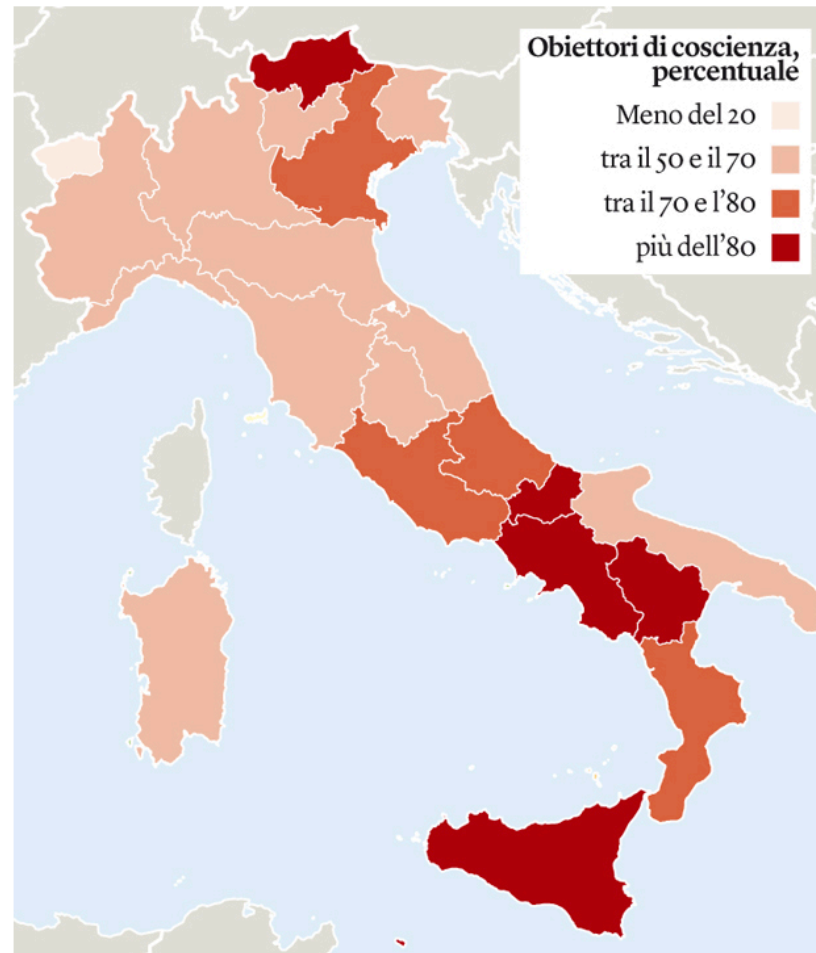 Obiettori di coscienza,
percentuale
Meno del 20
tra il 50 e il 70
tra il 70 e l'80
più dell'80